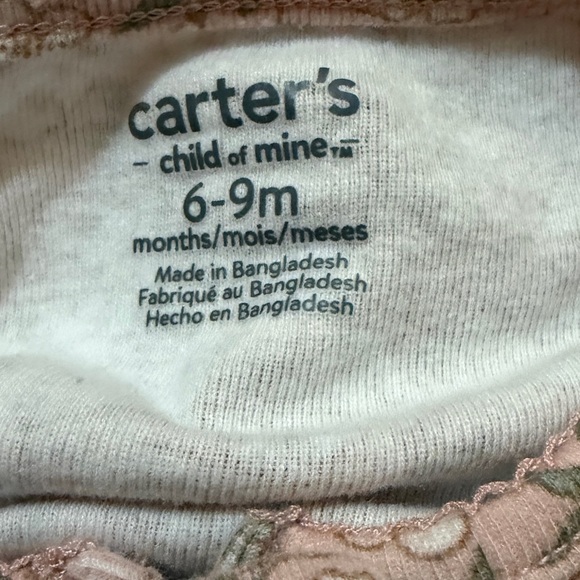 carter's
- child of mine™ -
6-9m
months/mois/meses
Made in Bangladesh
Fabriqué au Bangladesh
Hecho en Bangladesh